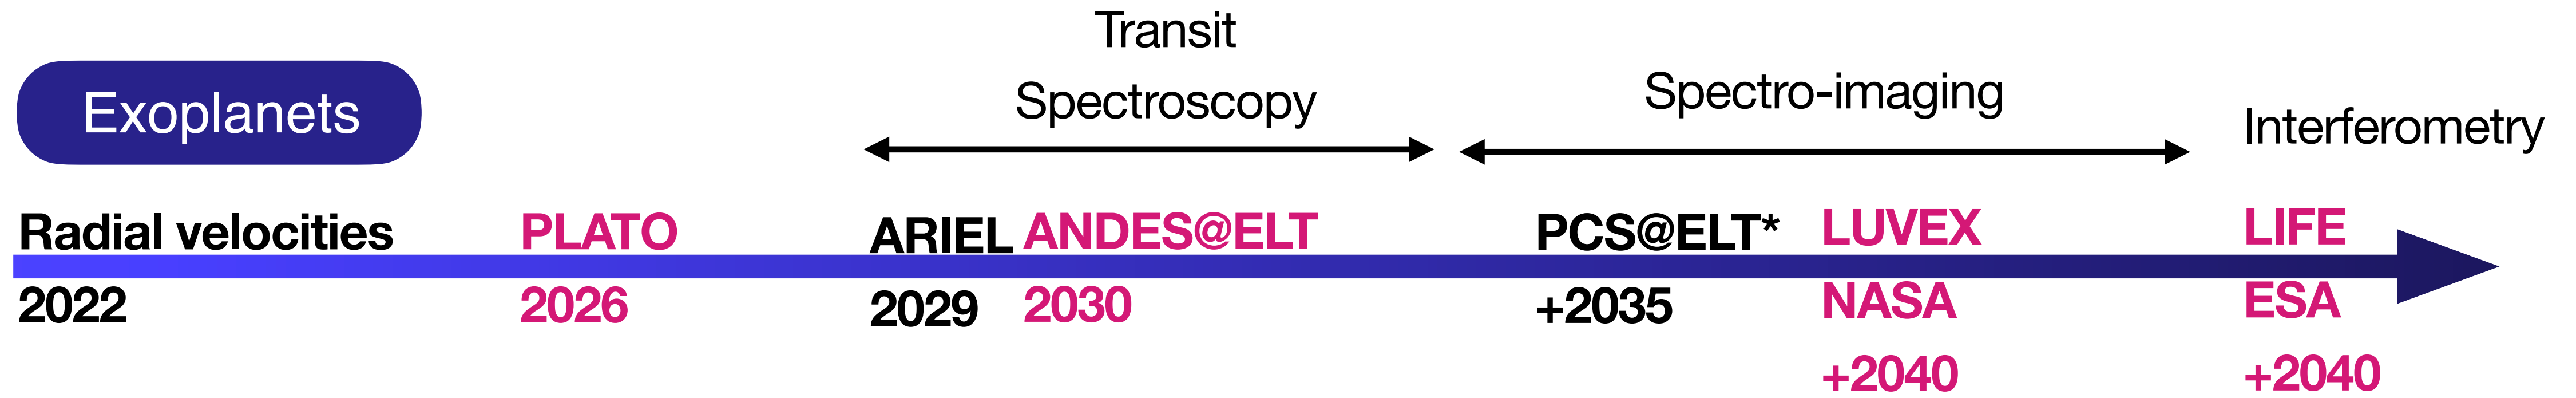 Exoplanets
Transit
Spectroscopy
Spectro-imaging
Interferometry
Radial velocities
2022
PLATO
2026
ARIEL
2029
ANDES@ELT
2030
PCS@ELT*
+2035
LUVEX
NASA
+2040
LIFE
ESA
+2040